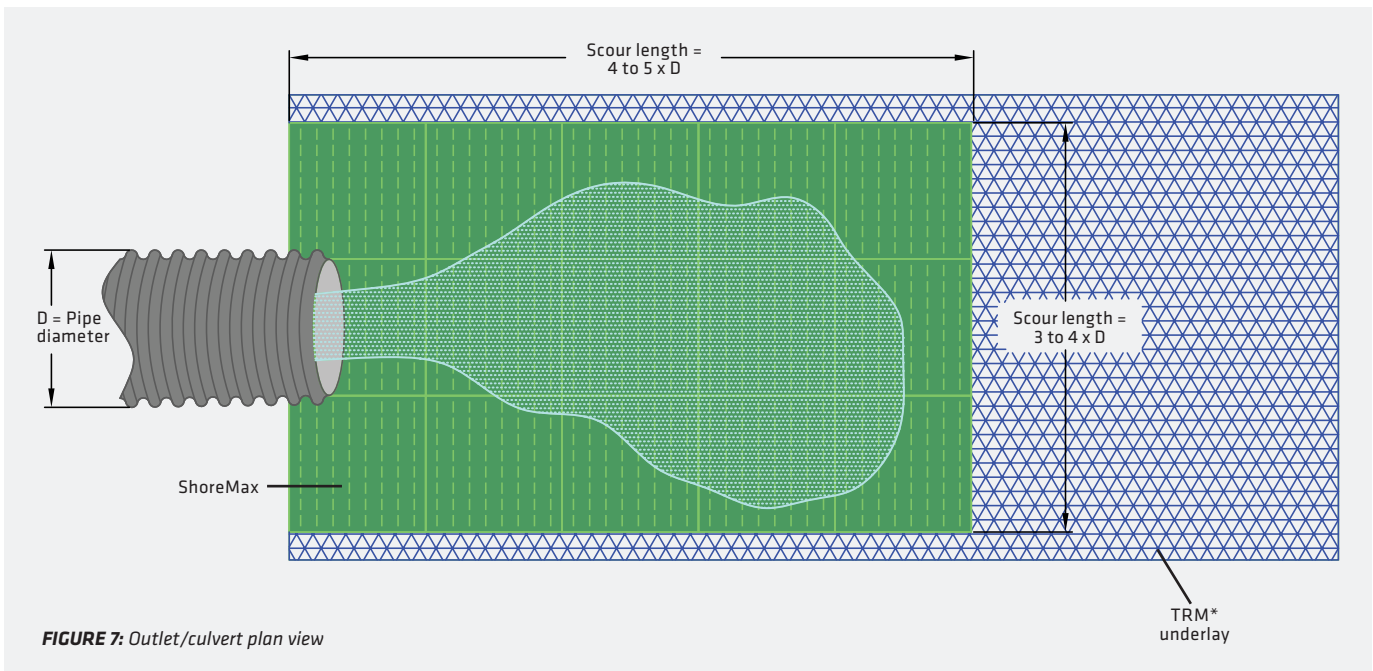 Scour length =
4 to 5 x D
D = Pipe
diameter
Scour length =
3 to 4 x D
ShoreMax
TRM*
underlay
FIGURE 7: Outlet/culvert plan view